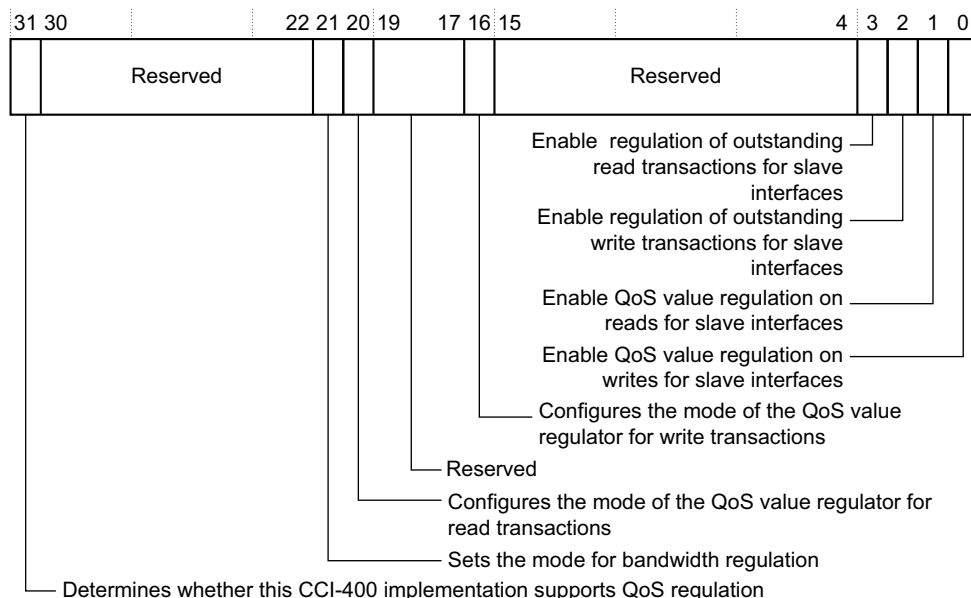 31 30 22 21 20 19 17 16 15 4 3 2 1 0
Reserved Reserved
Enable regulation of outstanding
read transactions for slave
interfaces
Enable regulation of outstanding
write transactions for slave
interfaces
Enable QoS value regulation on
reads for slave interfaces
Enable QoS value regulation on
writes for slave interfaces
Configures the mode of the QoS value
regulator for write transactions
Reserved
Configures the mode of the QoS value regulator for
read transactions
Sets the mode for bandwidth regulation
Determines whether this CCI-400 implementation supports QoS regulation